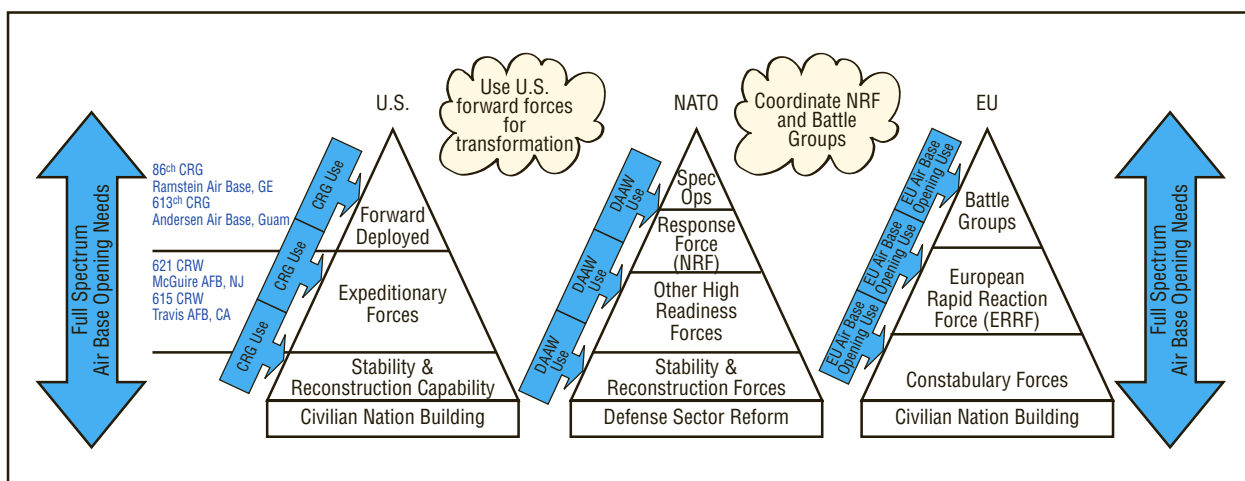 Full Spectrum
Air Base Opening Needs
86ch CRG
Ramstein Air Base, GE
613ch CRG
Andersen Air Base, Guam
621 CRW
McGuire AFB, NJ
615 CRW
Travis AFB, CA
CRG Use
CRG Use
CRG Use
U.S.
Forward
Deployed
Expeditionary
Forces
Stability &
Reconstruction Capability
Civilian Nation Building
Use U.S.
forward forces
for
transformation
DAAW
Use
DAAW
Use
DAAW
Use
NATO
Spec
Ops
Response
Force
(NRF)
Other High
Readiness
Forces
Stability &
Reconstruction Forces
Defense Sector Reform
Coordinate NRF
and Battle
Groups
EU Air Base
Opening Use
EU Air Base
Opening Use
EU Air Base
Opening Use
EU
Battle
Groups
European
Rapid Reaction
Force (ERRF)
Constabulary Forces
Civilian Nation Building
Full Spectrum
Air Base Opening Needs